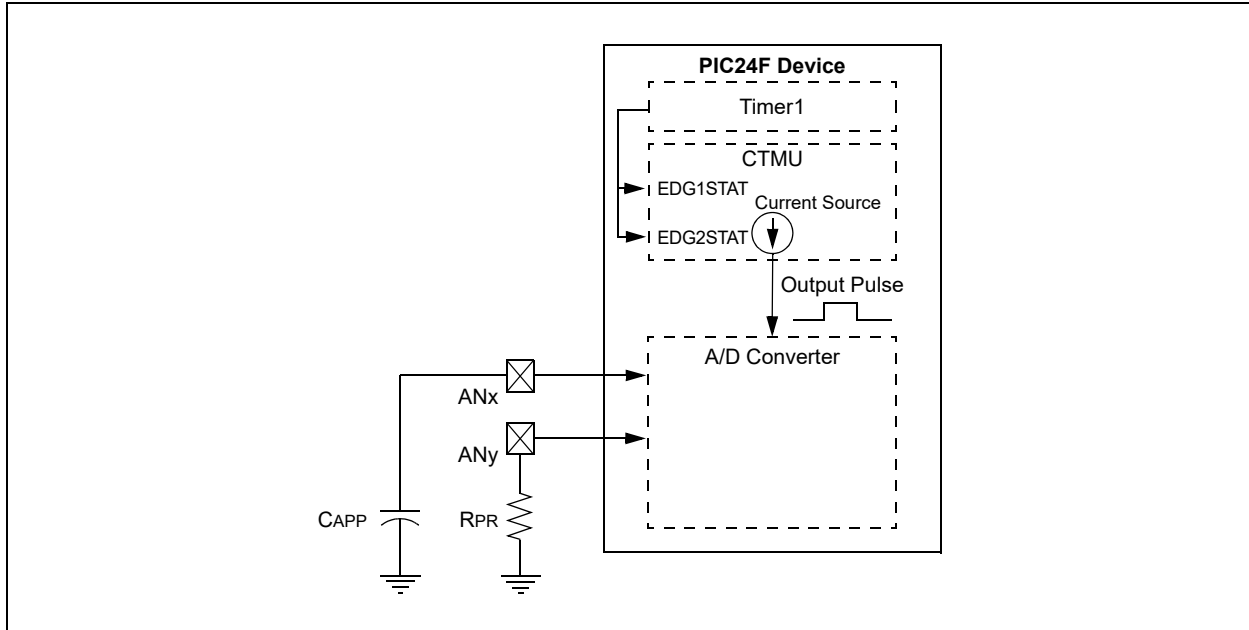 PIC24F Device
Timer1
CTMU
EDG1STAT
Current Source
EDG2STAT
Output Pulse
A/D Converter
ANx
ANy
CAPP
RPR